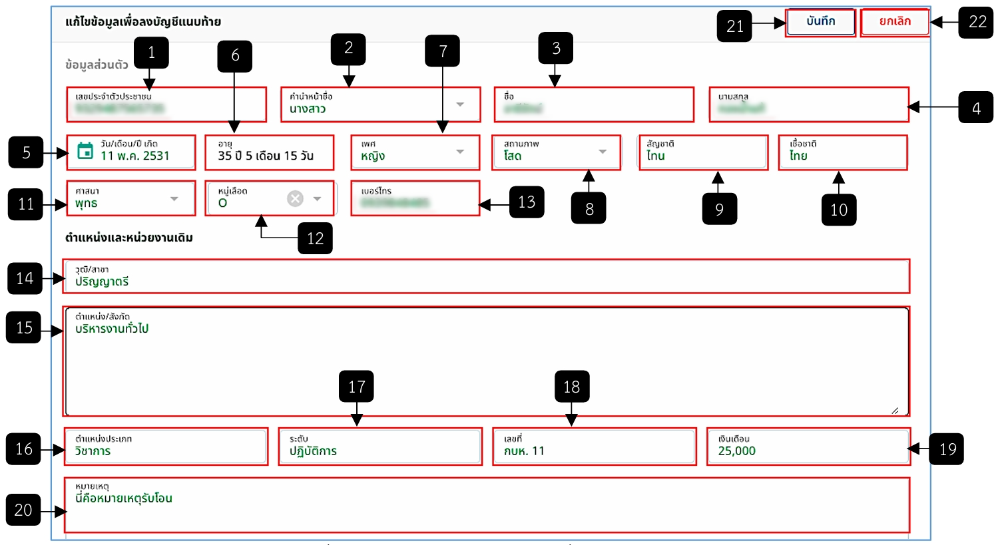 แก้ไขข้อมูลเพื่อลงบัญชีแนบท้าย
21
บันทึก
ยกเลิก
22
ข้อมูลส่วนตัว
1
6
2
7
3
เลขประจำตัวประชาชน
คำนำหน้าชื่อ
นางสาว
ชื่อ
นามสกุล
4
5
วัน/เดือน/ปี เกิด
11 พ.ค. 2531
อายุ
35 ปี 5 เดือน 15 วัน
เพศ
หญิง
สถานภาพ
โสด
สัญชาติ
ไทน
เชื้อชาติ
ไทย
11
ศาสนา
พุทธ
หมู่เลือด
O
เบอร์โทร
13
8
9
10
12
ตำแหน่งและหน่วยงานเดิม
14
วุฒิ/สาขา
ปริญญาตรี
15
ตำแหน่ง/สังกัด
บริหารงานทั่วไป
17
18
16
ตำแหน่งประเภท
วิชาการ
ระดับ
ปฏิบัติการ
เลขที่
กบห. 11
เงินเดือน
25,000
19
20
หมายเหตุ
นี่คือหมายเหตุรับโอน